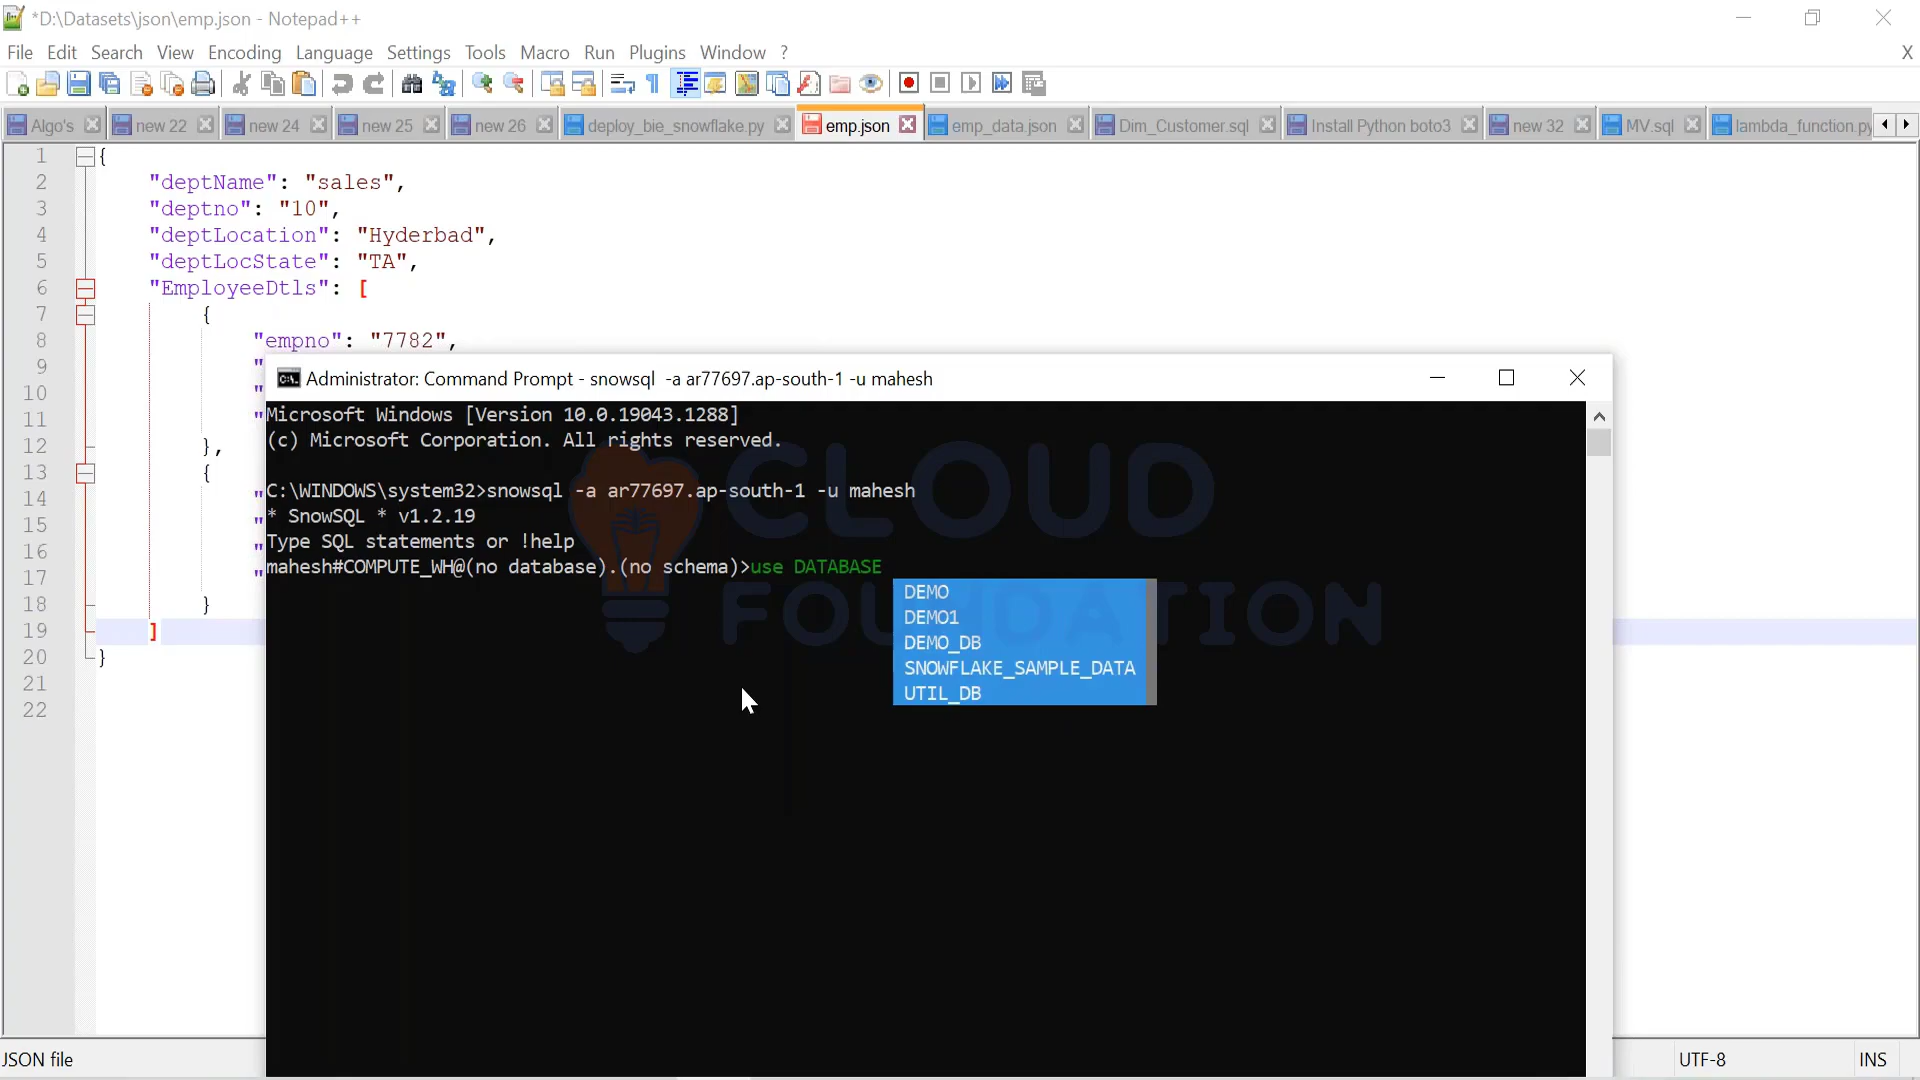 *D:\Datasets\json\emp.json - Notepad++
File Edit Search View Encoding Language Settings Tools Macro Run Plugins Window ? X
Algo's new 22 new 24 new 25 new 26 deploy_bie_snowflake.py emp.json emp_data.json Dim_Customer.sql Install Python boto3 new 32 MV.sql lambda_function.py
1 {
2 "deptName": "sales",
3 "deptno": "10",
4 "deptLocation": "Hyderbad",
5 "deptLocState": "TA",
6 "EmployeeDtls": [
7 {
8 "empno": "7782",
9 "
10 "
11 "
12 },
13 {
14 "
15 "
16 "
17 "
18 }
19 ]
20 }
21
22
Administrator: Command Prompt - snowsql -a ar77697.ap-south-1 -u mahesh
Microsoft Windows [Version 10.0.19043.1288]
(c) Microsoft Corporation. All rights reserved.
C:\WINDOWS\system32>snowsql -a ar77697.ap-south-1 -u mahesh
* SnowSQL * v1.2.19
Type SQL statements or !help
mahesh#COMPUTE_WH@(no database).(no schema)>use DATABASE
DEMO
DEMO1
DEMO_DB
SNOWFLAKE_SAMPLE_DATA
UTIL_DB
CLOUD
FOUNDATION
JSON file UTF-8 INS